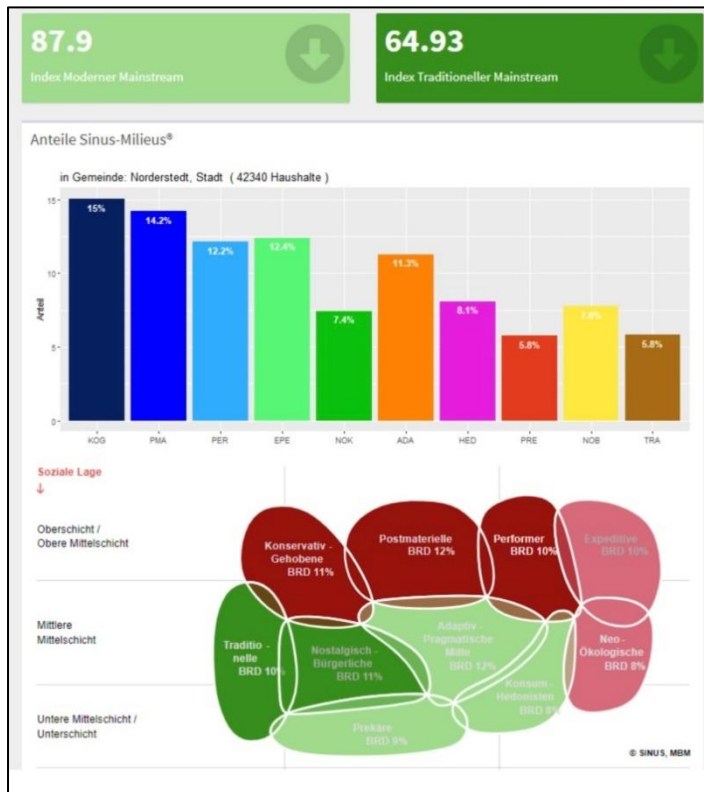 87.9
Index Moderner Mainstream
64.93
Index Traditioneller Mainstream
Anteile Sinus-Milieus®
in Gemeinde: Norderstedt, Stadt ( 42340 Haushalte )
Anteil
15
10
5
0
15%
14.2%
12.2%
12.4%
7.4%
11.3%
8.1%
5.8%
7.8%
5.8%
KOG
PMA
PER
EPE
NOK
ADA
HED
PRE
NOB
TRA
Soziale Lage
↓
Oberschicht /
Obere Mittelschicht
Mittlere
Mittelschicht
Untere Mittelschicht /
Unterschicht
Konservativ -
Gehobene
BRD 11%
Postmaterielle
BRD 12%
Performer
BRD 10%
Expeditive
BRD 10%
Traditio -
nelle
BRD 10%
Nostalgisch -
Bürgerliche
BRD 11%
Adaptiv -
Pragmatische
Mitte
BRD 12%
Neo -
Ökologische
BRD 8%
Konsum-
Hedonisten
BRD 8%
Prekäre
BRD 9%
© SINUS, MBM